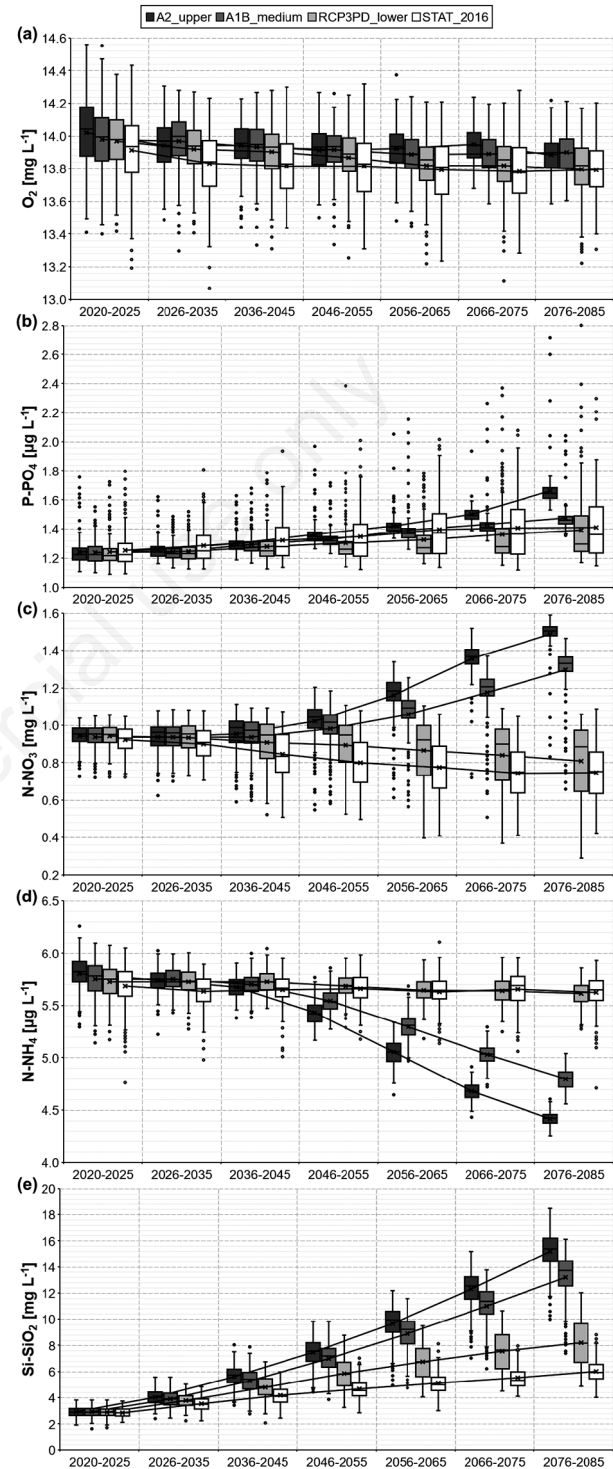 A2_upper A1B_medium RCP3PD_lower STAT_2016
(a)
O2 [mg L-1]
14.6
14.4
14.2
14.0
13.8
13.6
13.4
13.2
13.0
2020-2025 2026-2035 2036-2045 2046-2055 2056-2065 2066-2075 2076-2085
(b)
P-PO4 [µg L-1]
2.8
2.6
2.4
2.2
2.0
1.8
1.6
1.4
1.2
1.0
2020-2025 2026-2035 2036-2045 2046-2055 2056-2065 2066-2075 2076-2085
(c)
N-NO3 [mg L-1]
1.6
1.4
1.2
1.0
0.8
0.6
0.4
0.2
2020-2025 2026-2035 2036-2045 2046-2055 2056-2065 2066-2075 2076-2085
(d)
N-NH4 [µg L-1]
6.5
6.0
5.5
5.0
4.5
4.0
2020-2025 2026-2035 2036-2045 2046-2055 2056-2065 2066-2075 2076-2085
(e)
Si-SiO2 [mg L-1]
20
18
16
14
12
10
8
6
4
2
0
2020-2025 2026-2035 2036-2045 2046-2055 2056-2065 2066-2075 2076-2085
ercial use only